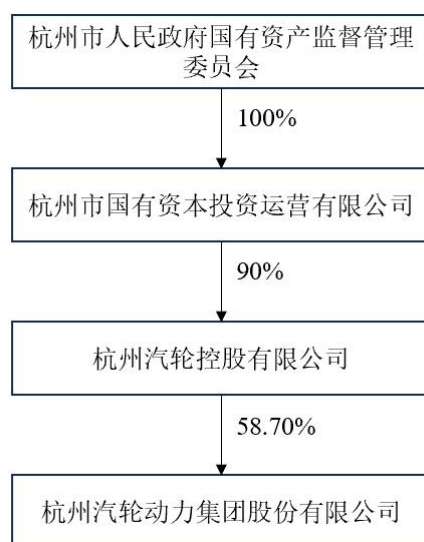 杭州市人民政府国有资产监督管理
委员会
100%
杭州市国有资本投资运营有限公司
90%
杭州汽轮控股有限公司
58.70%
杭州汽轮动力集团股份有限公司